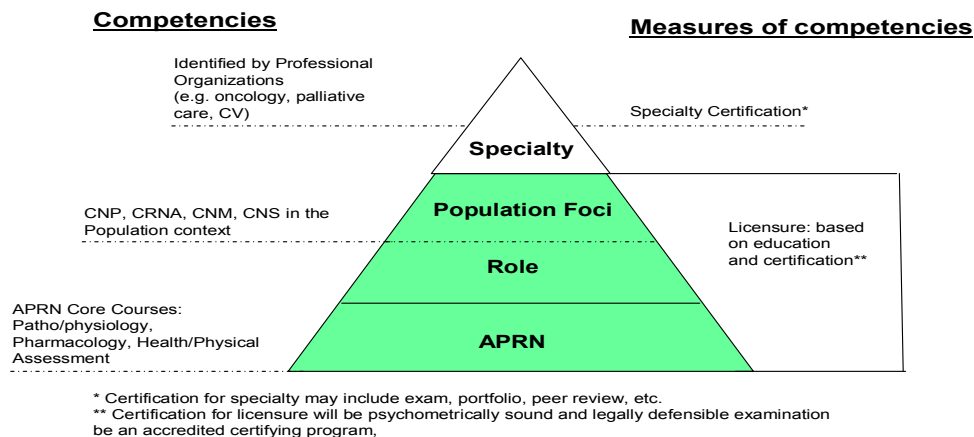 Competencies
Measures of competencies
Identified by Professional
Organizations
(e.g. oncology, palliative
care, CV)
Specialty Certification*
Specialty
CNP, CRNA, CNM, CNS in the
Population context
Population Foci
Licensure: based
on education
and certification**
Role
APRN Core Courses:
Patho/physiology,
Pharmacology, Health/Physical
Assessment
APRN
* Certification for specialty may include exam, portfolio, peer review, etc.
** Certification for licensure will be psychometrically sound and legally defensible examination
be an accredited certifying program,